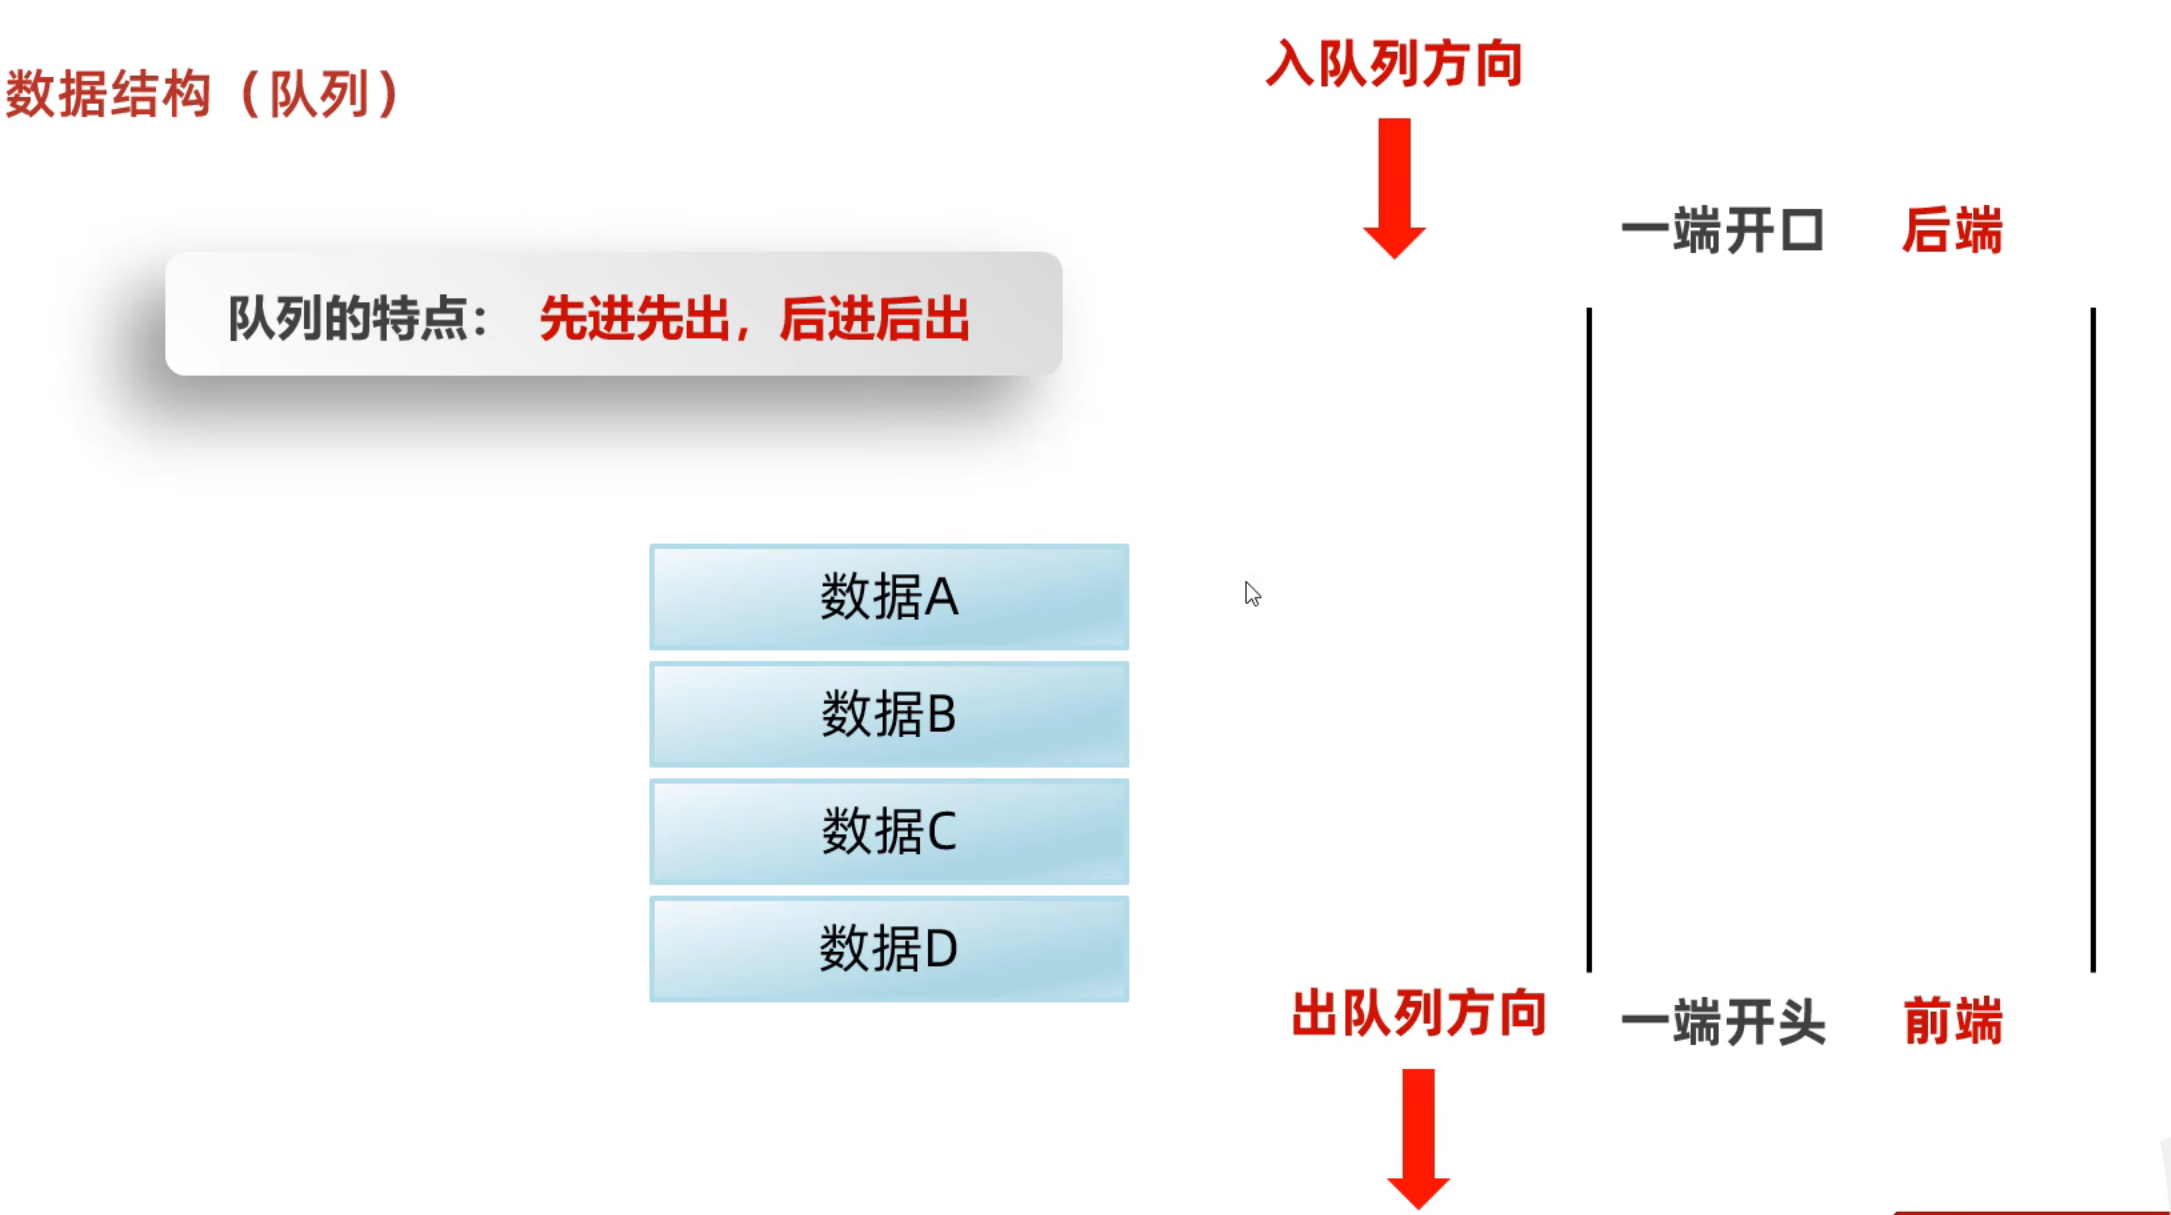 数据结构（队列）
队列的特点： 先进先出，后进后出
数据A
数据B
数据C
数据D
入队列方向
一端开口 后端
出队列方向
一端开头 前端